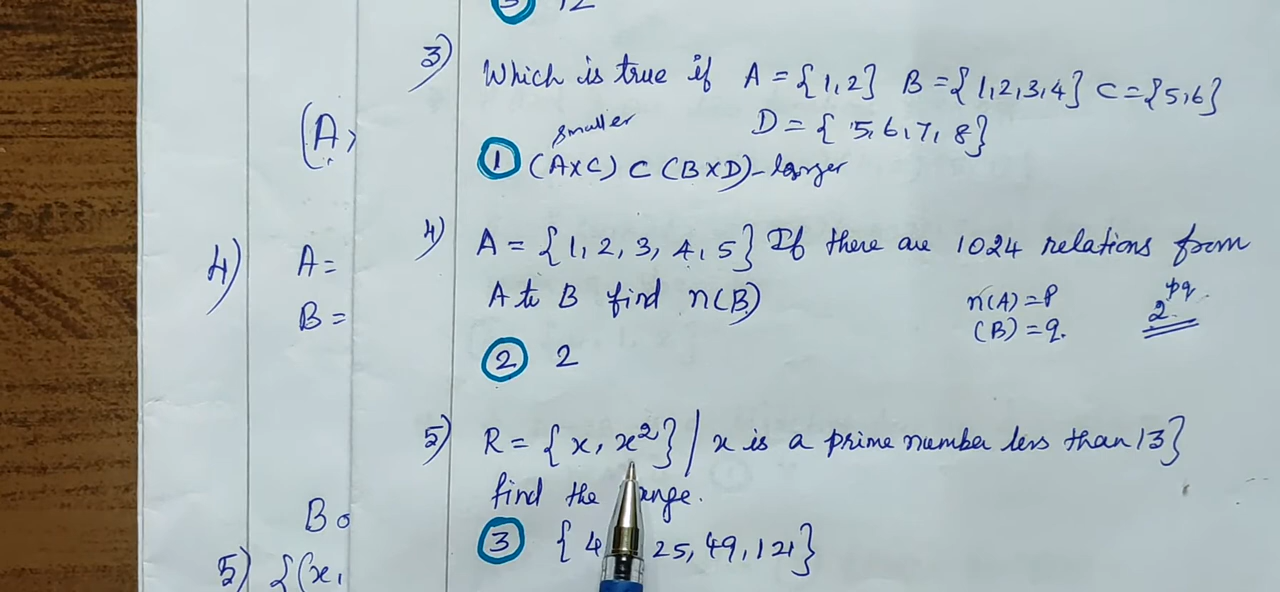 3 12
3) Which is true if A = {1,2} B = {1,2,3,4} C = {5,6}
D = { 5, 6, 7, 8}
smaller
1 (A×C) ⊂ (B×D) - larger
4) A = {1, 2, 3, 4, 5} If there are 1024 relations from
A to B find n(B)
n(A) = P
(B) = q.
2^pq.
2 2
5) R = {x, x²} / x is a prime number less than 13}
find the
3 { 4 25, 49, 121}
(A,
4) A =
B =
B
5) {(x,